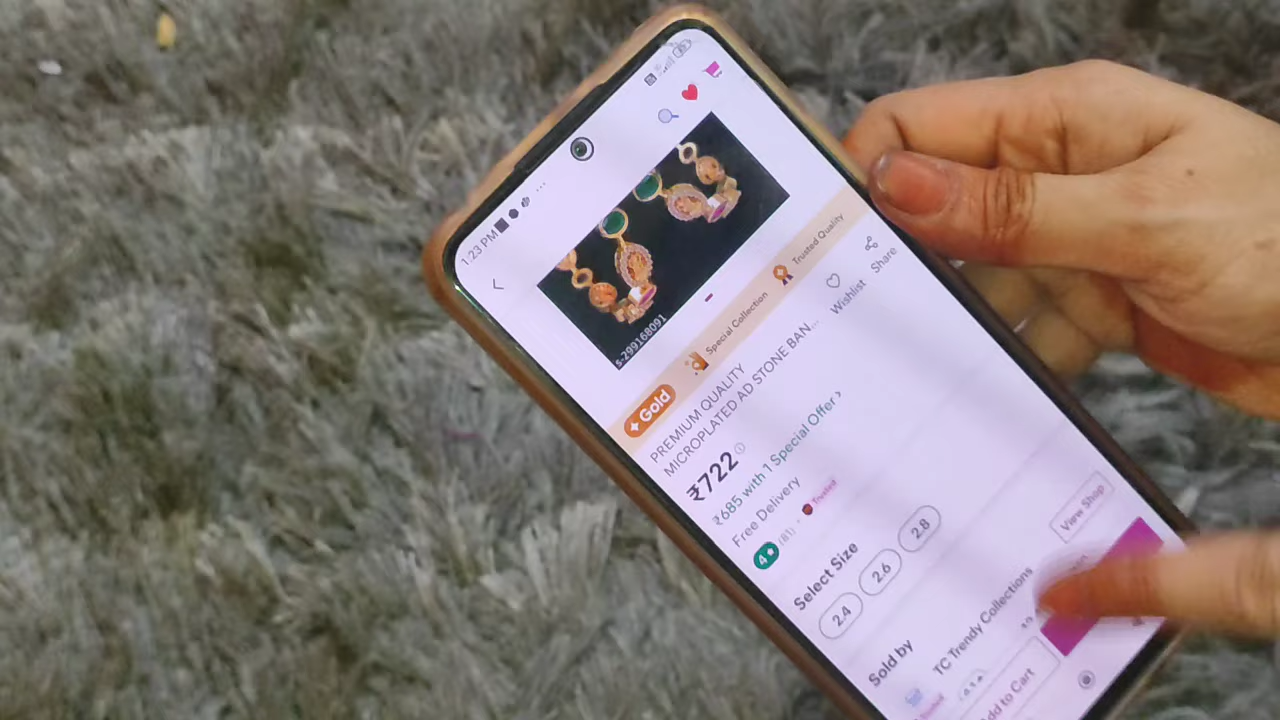 1:23 PM
s-299168091
Gold
Special Collection
Trusted Quality
PREMIUM QUALITY
MICROPLATED AD STONE BAN...
Wishlist
Share
₹722
₹685 with 1 Special Offer
Free Delivery
4★ (81) • Trusted
Select Size
2.4
2.6
2.8
Sold by
View Shop
TC Trendy Collections
Add to Cart